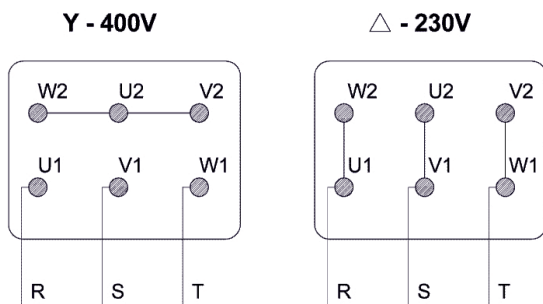 Y - 400V
△ - 230V
W2 U2 V2
W2 U2 V2
U1 V1 W1
U1 V1 W1
R S T
R S T